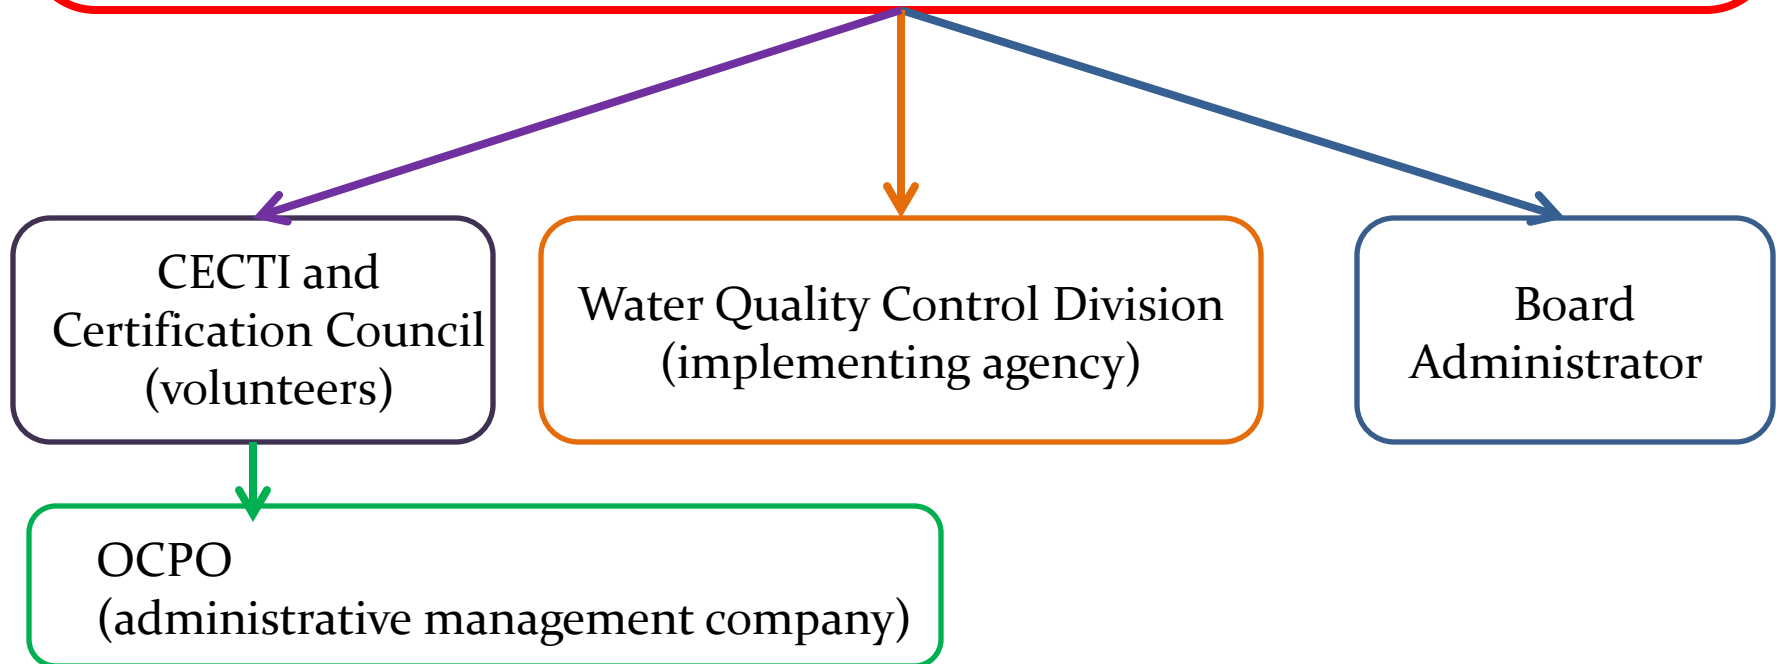 CECTI and
Certification Council
(volunteers)
Water Quality Control Division
(implementing agency)
Board
Administrator
OCPO
(administrative management company)